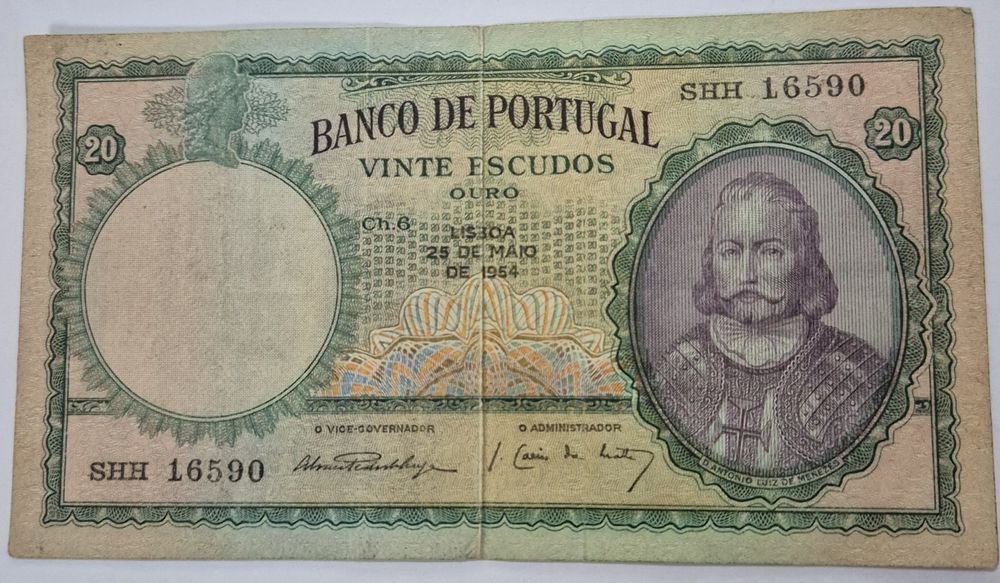 SHH 16590
20
20
BANCO DE PORTUGAL
VINTE ESCUDOS
OURO
Ch.6
LISBOA
25 DE MAIO
DE 1954
O VICE-GOVERNADOR
O ADMINISTRADOR
SHH 16590
D. ANTONIO LUIZ DE MENEZES